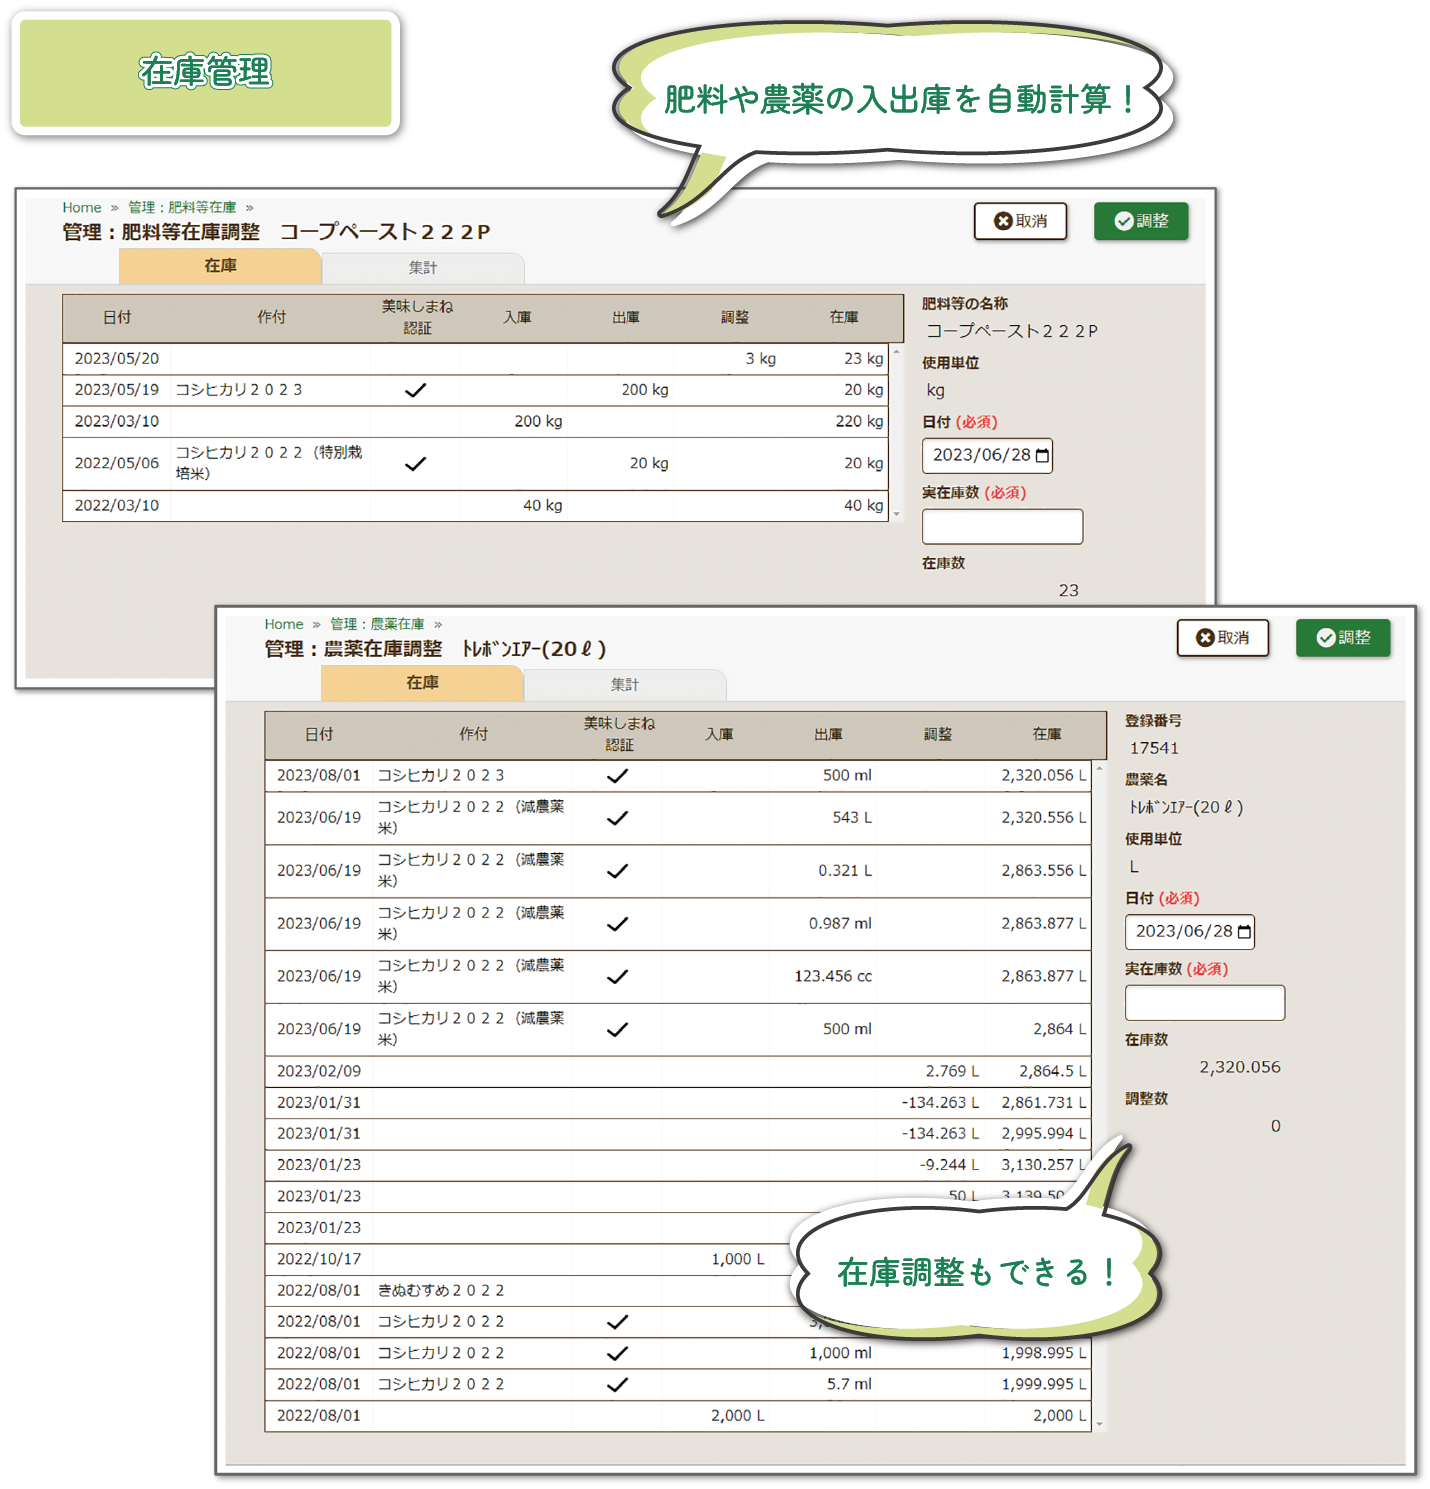 在庫管理
肥料や農薬の入出庫を自動計算！
Home » 管理：肥料等在庫 »
管理：肥料等在庫調整　コープペースト２２２P
取消
調整
在庫
集計
日付 作付 美味しまね認証 入庫 出庫 調整 在庫
2023/05/20 3 kg 23 kg
2023/05/19 コシヒカリ２０２３ ✓ 200 kg 20 kg
2023/03/10 200 kg 220 kg
2022/05/06 コシヒカリ２０２２（特別栽培米） ✓ 20 kg 20 kg
2022/03/10 40 kg 40 kg
肥料等の名称
コープペースト２２２P
使用単位
kg
日付 (必須)
2023/06/28
実在庫数 (必須)
在庫数
23
Home » 管理：農薬在庫 »
管理：農薬在庫調整　ﾄﾚﾎﾞﾝｴｱｰ(20ℓ)
取消
調整
在庫
集計
日付 作付 美味しまね認証 入庫 出庫 調整 在庫
2023/08/01 コシヒカリ２０２３ ✓ 500 ml 2,320.056 L
2023/06/19 コシヒカリ２０２２（減農薬米） ✓ 543 L 2,320.556 L
2023/06/19 コシヒカリ２０２２（減農薬米） ✓ 0.321 L 2,863.556 L
2023/06/19 コシヒカリ２０２２（減農薬米） ✓ 0.987 ml 2,863.877 L
2023/06/19 コシヒカリ２０２２（減農薬米） ✓ 123.456 cc 2,863.877 L
2023/06/19 コシヒカリ２０２２（減農薬米） ✓ 500 ml 2,864 L
2023/02/09 2.769 L 2,864.5 L
2023/01/31 -134.263 L 2,861.731 L
2023/01/31 -134.263 L 2,995.994 L
2023/01/23 -9.244 L 3,130.257 L
2023/01/23 50 L
2023/01/23
2022/10/17 1,000 L
2022/08/01 きぬむすめ２０２２
2022/08/01 コシヒカリ２０２２ ✓
2022/08/01 コシヒカリ２０２２ ✓ 1,000 ml 1,998.995 L
2022/08/01 コシヒカリ２０２２ ✓ 5.7 ml 1,999.995 L
2022/08/01 2,000 L 2,000 L
登録番号
17541
農薬名
ﾄﾚﾎﾞﾝｴｱｰ(20ℓ)
使用単位
L
日付 (必須)
2023/06/28
実在庫数 (必須)
在庫数
2,320.056
調整数
0
在庫調整もできる！